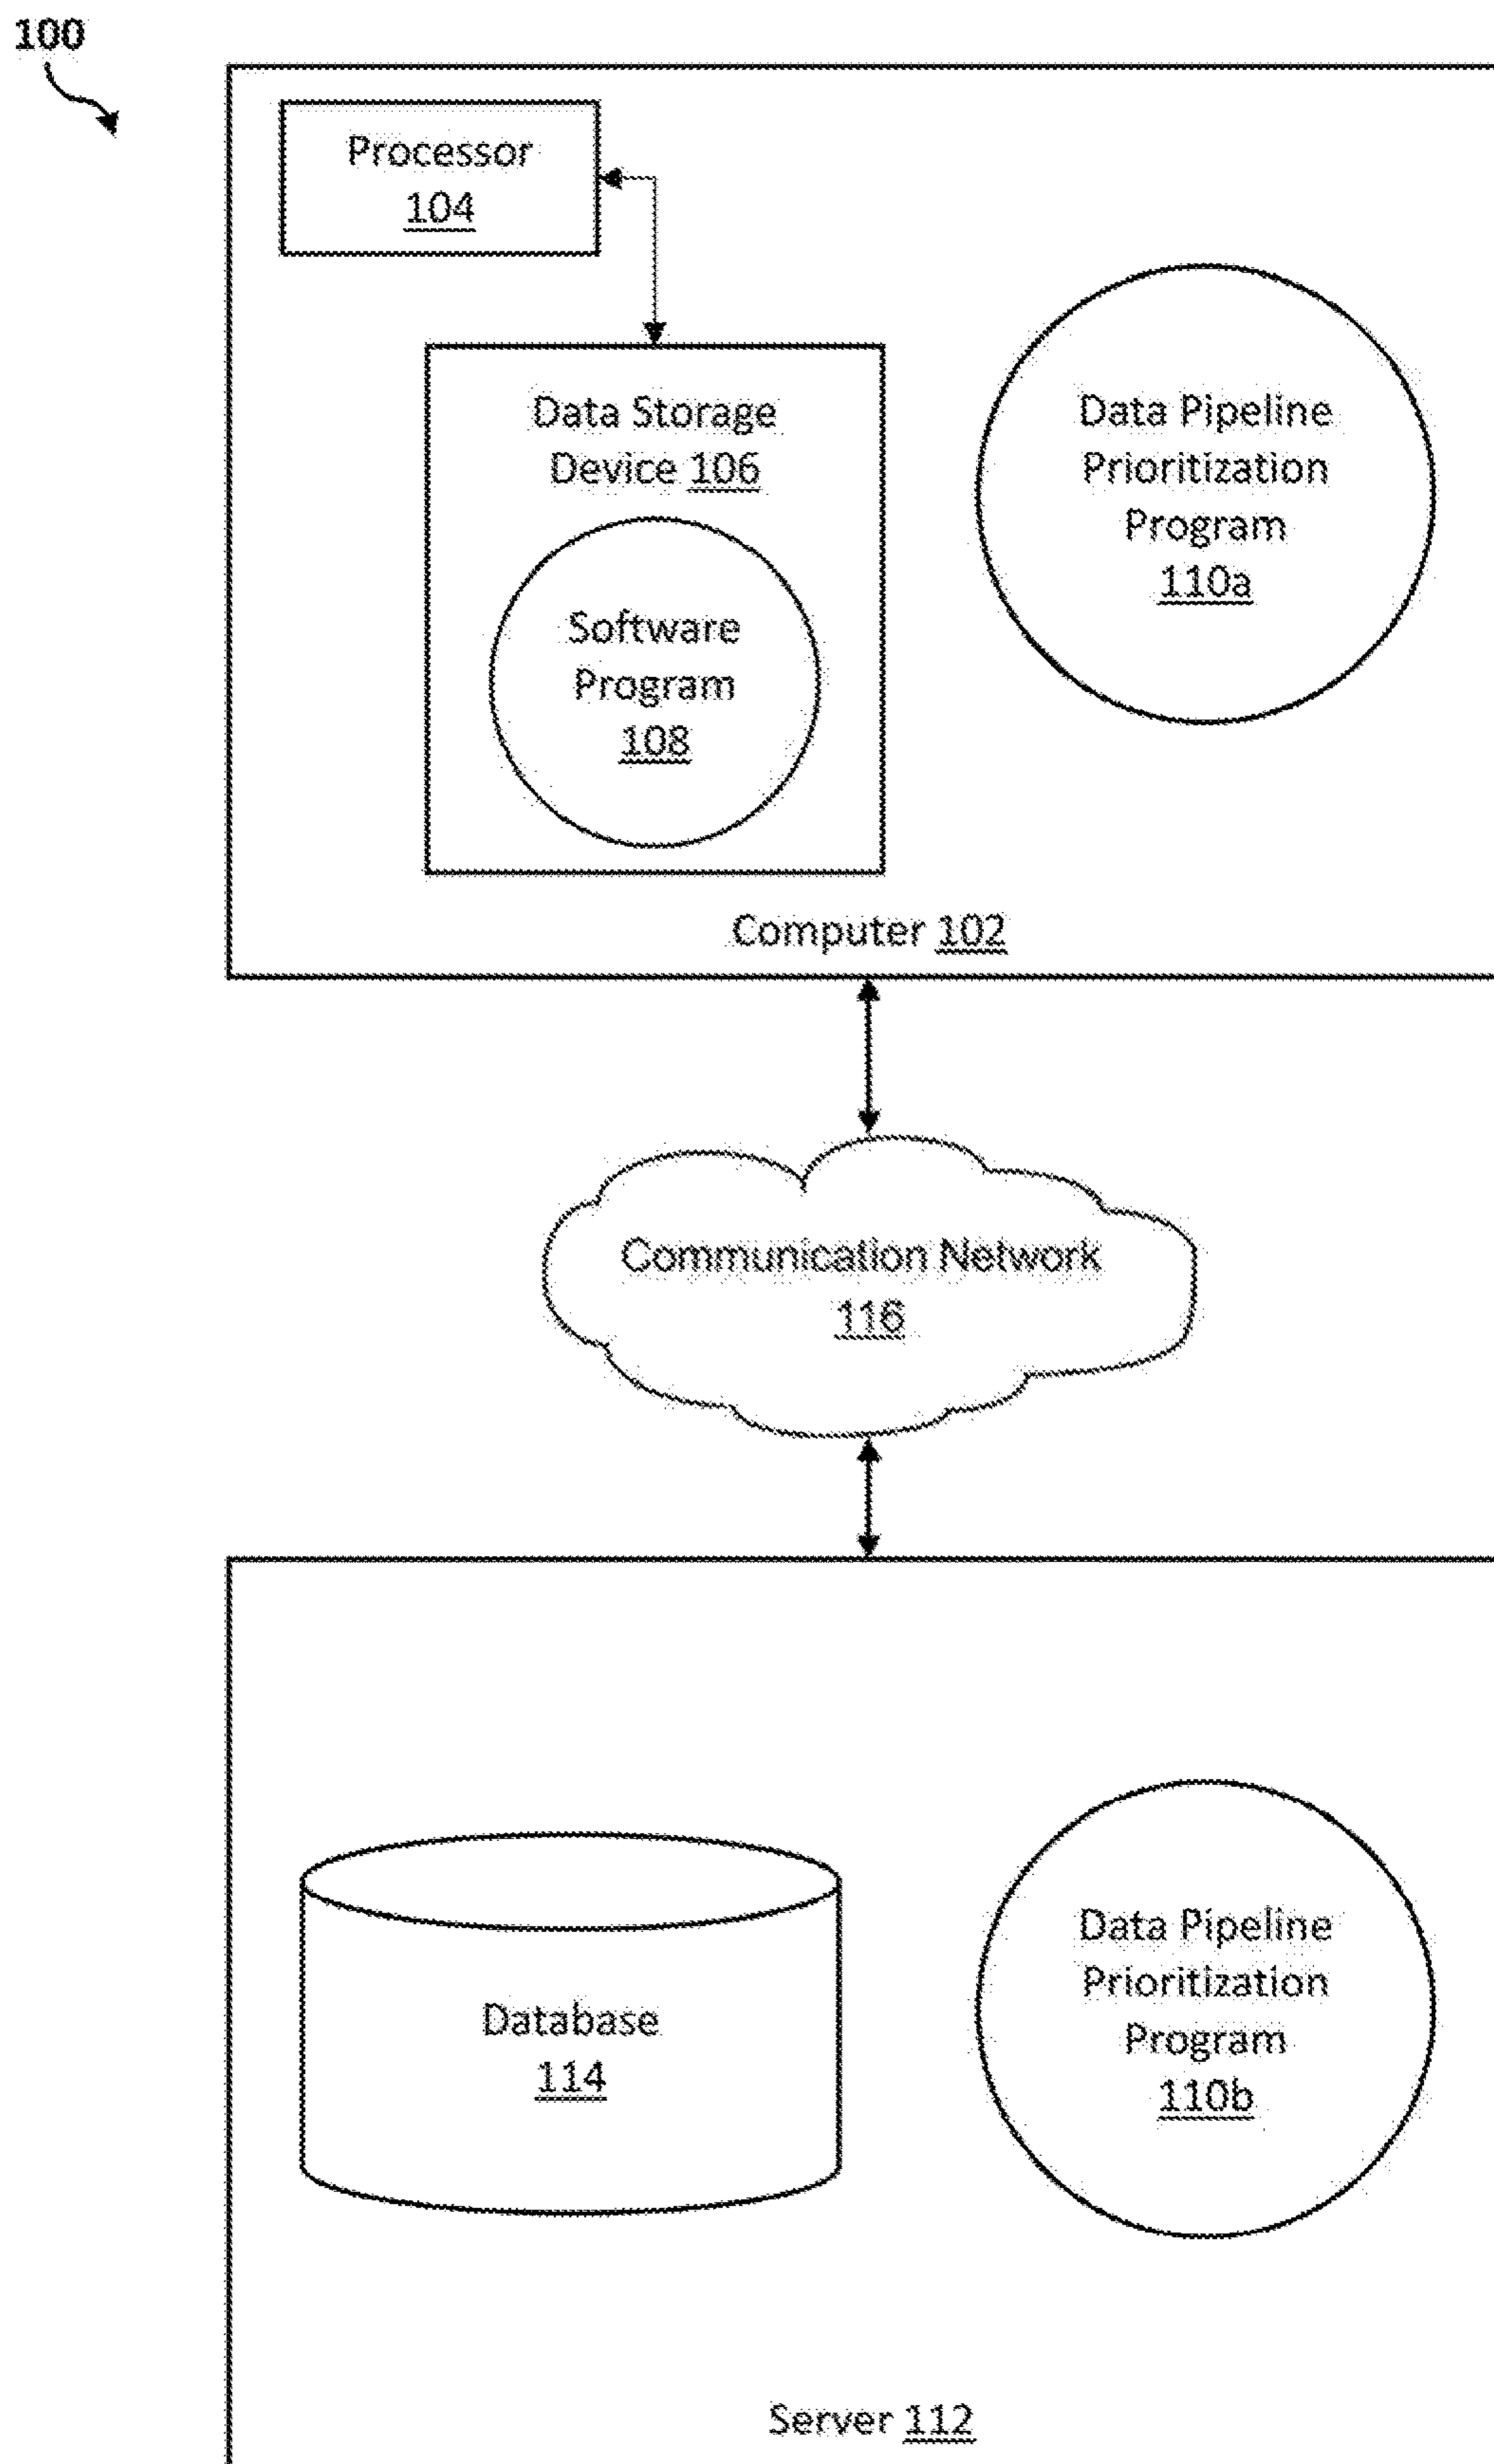 100
Processor
104
Data Storage
Device 106
Software
Program
108
Data Pipeline
Prioritization
Program
110a
Computer 102
Communication Network
116
Database
114
Data Pipeline
Prioritization
Program
110b
Server 112